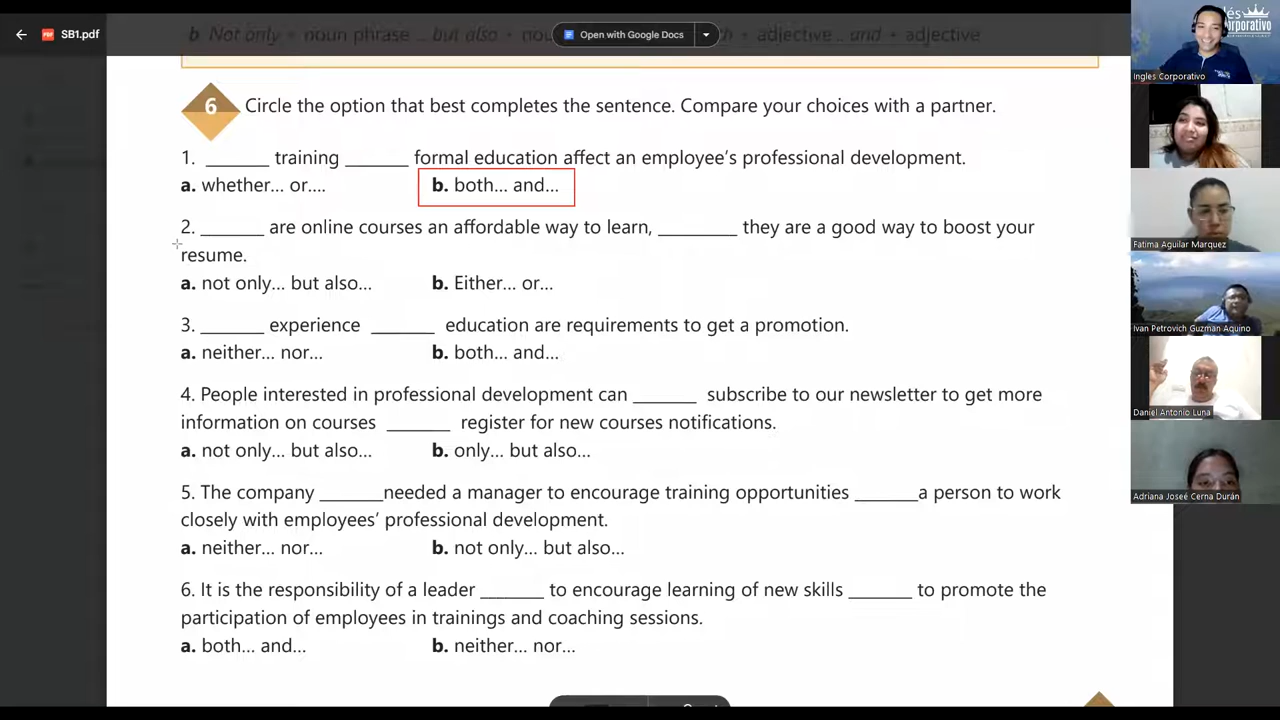 SB1.pdf
Open with Google Docs
b Not only + noun phrase .. but also + + adjective .. and + adjective
6 Circle the option that best completes the sentence. Compare your choices with a partner.
1. _______ training _______ formal education affect an employee's professional development.
a. whether... or.... b. both... and...
2. _______ are online courses an affordable way to learn, _________ they are a good way to boost your
resume.
a. not only... but also... b. Either... or...
3. _______ experience _______ education are requirements to get a promotion.
a. neither... nor... b. both... and...
4. People interested in professional development can _______ subscribe to our newsletter to get more
information on courses _______ register for new courses notifications.
a. not only... but also... b. only... but also...
5. The company _______needed a manager to encourage training opportunities _______a person to work
closely with employees' professional development.
a. neither... nor... b. not only... but also...
6. It is the responsibility of a leader _______ to encourage learning of new skills _______ to promote the
participation of employees in trainings and coaching sessions.
a. both... and... b. neither... nor...
Ingles Corporativo
Fatima Aguilar Marquez
Ivan Petrovich Guzman Aquino
Daniel Antonio Luna
Adriana Joseé Cerna Durán